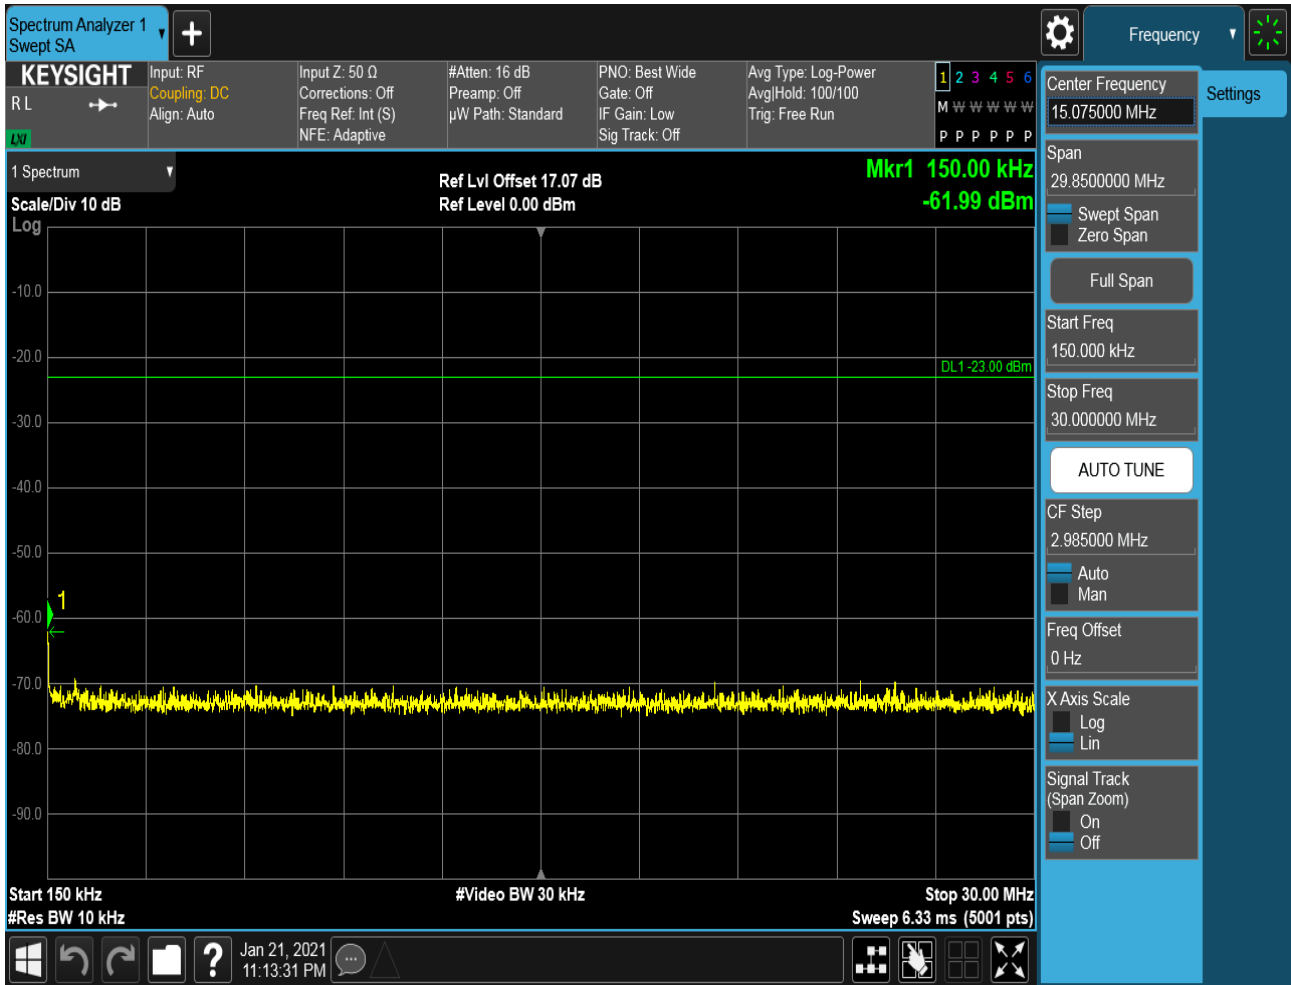 Spectrum Analyzer 1
Swept SA
Frequency
KEYSIGHT
R L
LXI
Input: RF
Coupling: DC
Align: Auto
Input Z: 50 Ω
Corrections: Off
Freq Ref: Int (S)
NFE: Adaptive
#Atten: 16 dB
Preamp: Off
µW Path: Standard
PNO: Best Wide
Gate: Off
IF Gain: Low
Sig Track: Off
Avg Type: Log-Power
Avg|Hold: 100/100
Trig: Free Run
1 2 3 4 5 6
M W W W W W
P P P P P P
1 Spectrum
Scale/Div 10 dB
Log
Ref Lvl Offset 17.07 dB
Ref Level 0.00 dBm
Mkr1 150.00 kHz
-61.99 dBm
-10.0
-20.0
DL1 -23.00 dBm
-30.0
-40.0
-50.0
1
-60.0
-70.0
-80.0
-90.0
Start 150 kHz
#Video BW 30 kHz
Stop 30.00 MHz
#Res BW 10 kHz
Sweep 6.33 ms (5001 pts)
?
Jan 21, 2021
11:13:31 PM
Center Frequency
15.075000 MHz
Settings
Span
29.8500000 MHz
Swept Span
Zero Span
Full Span
Start Freq
150.000 kHz
Stop Freq
30.000000 MHz
AUTO TUNE
CF Step
2.985000 MHz
Auto
Man
Freq Offset
0 Hz
X Axis Scale
Log
Lin
Signal Track
(Span Zoom)
On
Off